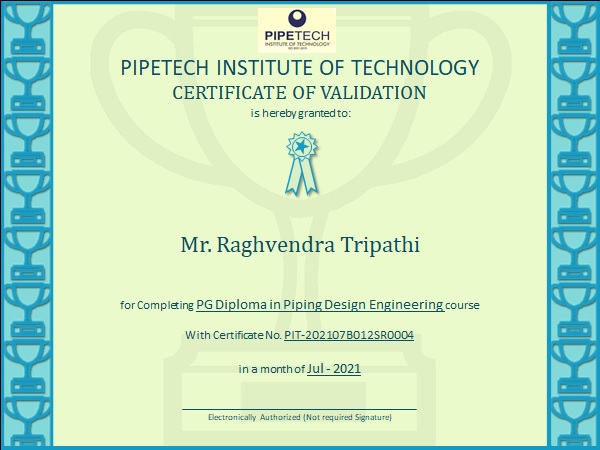 PIPETECH
INSTITUTE OF TECHNOLOGY
PIPETECH INSTITUTE OF TECHNOLOGY
CERTIFICATE OF VALIDATION
is hereby granted to:
Mr. Raghvendra Tripathi
for Completing PG Diploma in Piping Design Engineering course
With Certificate No. PIT-202107B012SR0004
in a month of Jul - 2021
Electronically Authorized (Not required Signature)